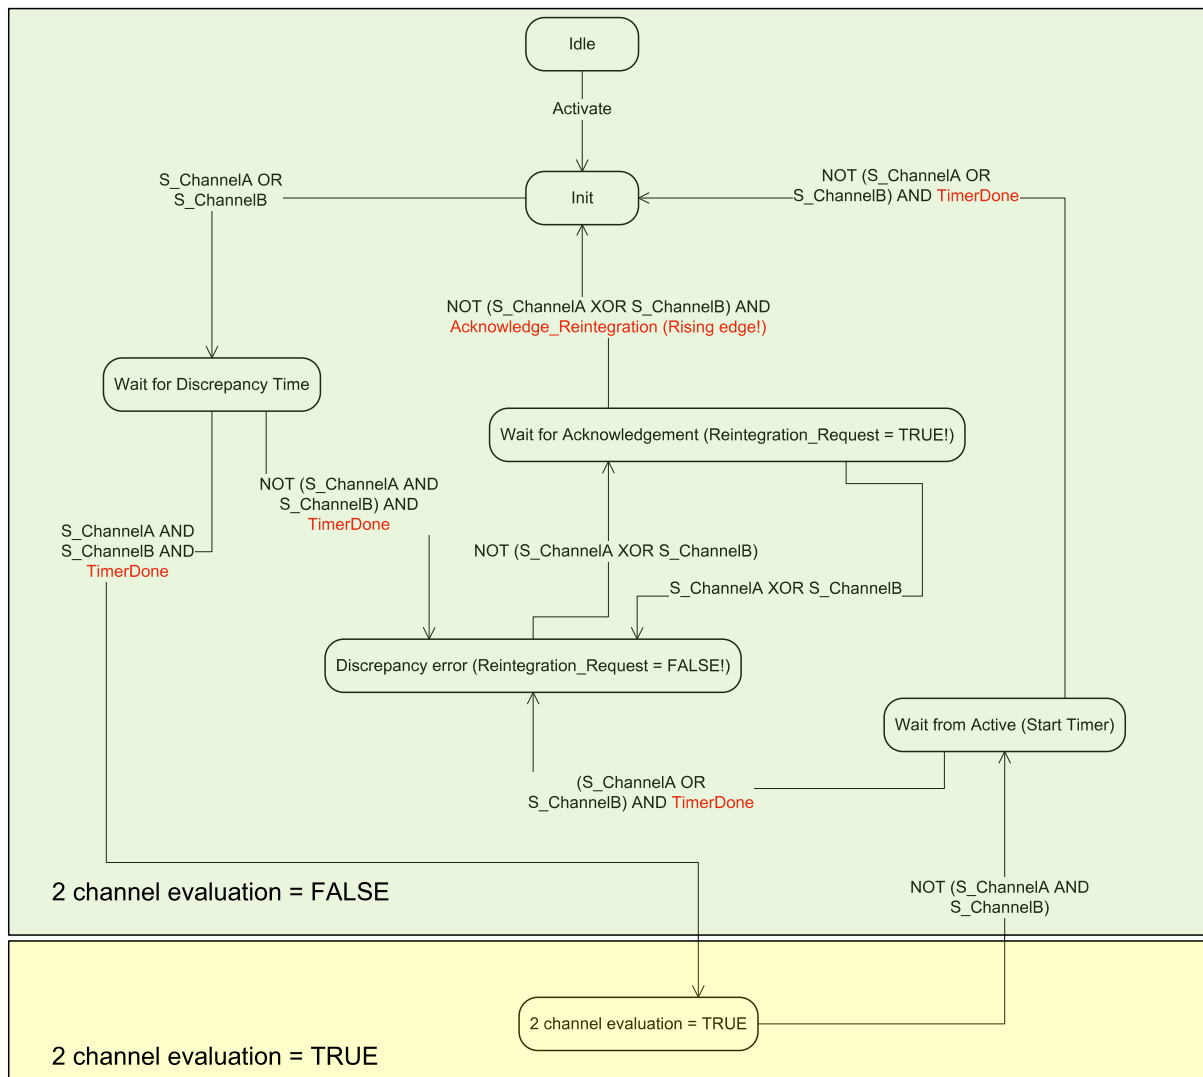 Idle
Activate
S_ChannelA OR
S_ChannelB
Init
NOT (S_ChannelA OR
S_ChannelB) AND TimerDone
NOT (S_ChannelA XOR S_ChannelB) AND
Acknowledge_Reintegration (Rising edge!)
Wait for Discrepancy Time
Wait for Acknowledgement (Reintegration_Request = TRUE!)
NOT (S_ChannelA AND
S_ChannelB) AND
TimerDone
S_ChannelA AND
S_ChannelB AND
TimerDone
NOT (S_ChannelA XOR S_ChannelB)
S_ChannelA XOR S_ChannelB
Discrepancy error (Reintegration_Request = FALSE!)
Wait from Active (Start Timer)
(S_ChannelA OR
S_ChannelB) AND TimerDone
2 channel evaluation = FALSE
NOT (S_ChannelA AND
S_ChannelB)
2 channel evaluation = TRUE
2 channel evaluation = TRUE